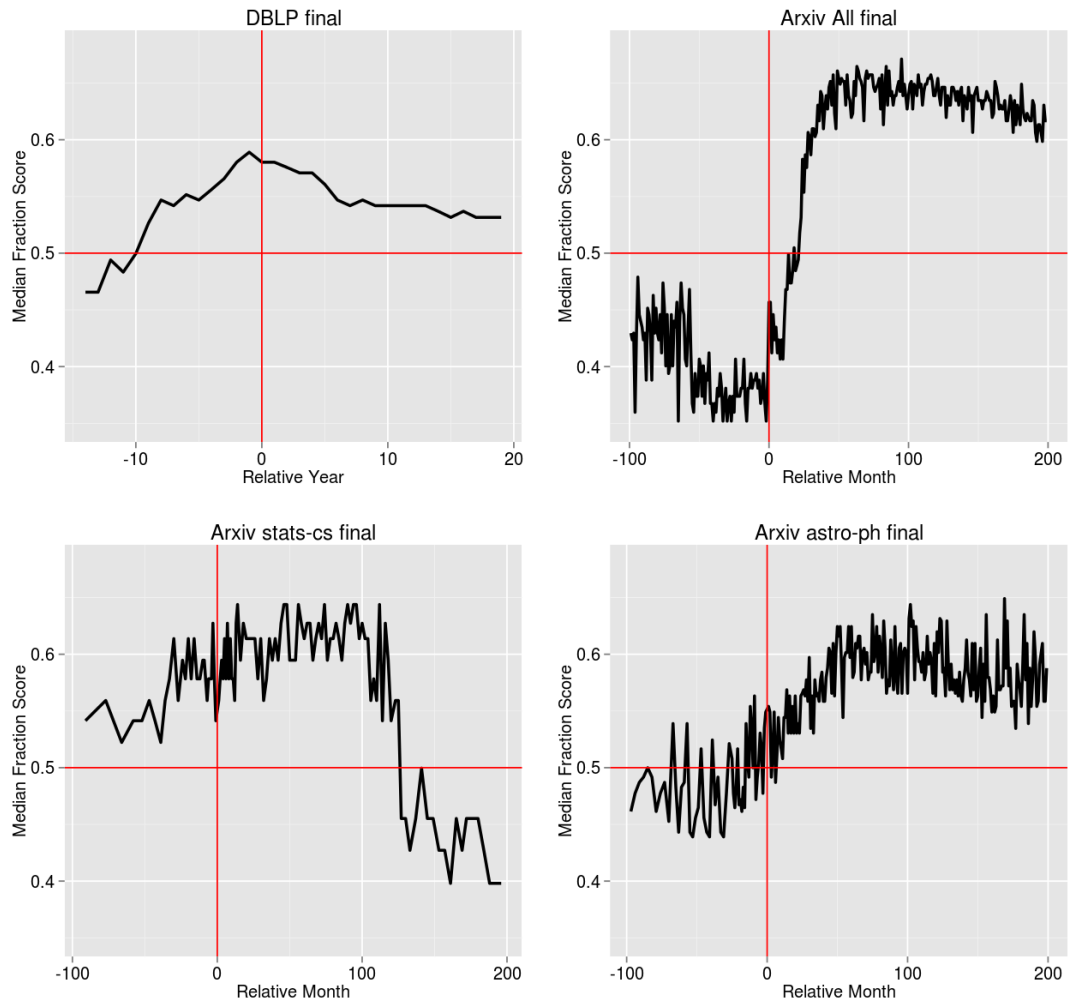 DBLP final
Median Fraction Score
0.6
0.5
0.4
-10 0 10 20
Relative Year
Arxiv All final
Median Fraction Score
0.6
0.5
0.4
-100 0 100 200
Relative Month
Arxiv stats-cs final
Median Fraction Score
0.6
0.5
0.4
-100 0 100 200
Relative Month
Arxiv astro-ph final
Median Fraction Score
0.6
0.5
0.4
-100 0 100 200
Relative Month